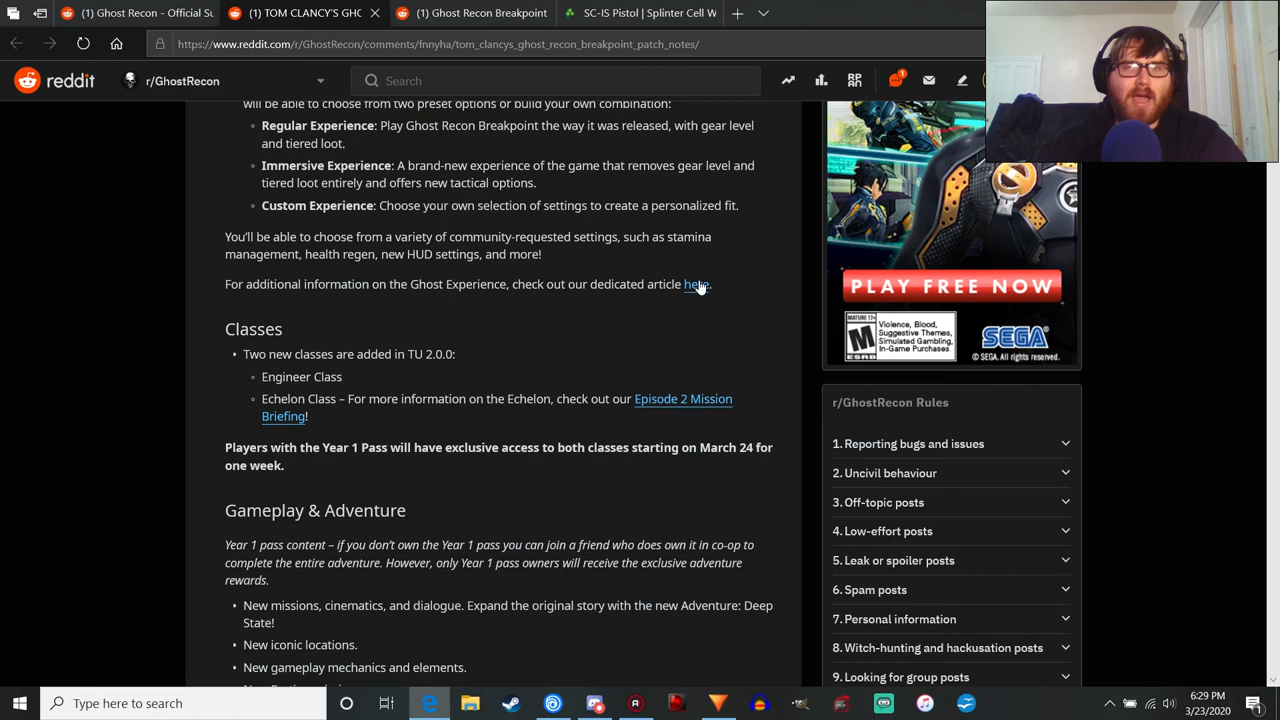 (1) Ghost Recon - Official Su
(1) TOM CLANCY'S GHO
(1) Ghost Recon Breakpoint
SC-IS Pistol | Splinter Cell W
https://www.reddit.com/r/GhostRecon/comments/fnnyha/tom_clancys_ghost_recon_breakpoint_patch_notes/
reddit
r/GhostRecon
Search
1
will be able to choose from two preset options or build your own combination:
Regular Experience: Play Ghost Recon Breakpoint the way it was released, with gear level
and tiered loot.
Immersive Experience: A brand-new experience of the game that removes gear level and
tiered loot entirely and offers new tactical options.
Custom Experience: Choose your own selection of settings to create a personalized fit.
You'll be able to choose from a variety of community-requested settings, such as stamina
management, health regen, new HUD settings, and more!
For additional information on the Ghost Experience, check out our dedicated article here.
Classes
Two new classes are added in TU 2.0.0:
Engineer Class
Echelon Class – For more information on the Echelon, check out our Episode 2 Mission
Briefing!
Players with the Year 1 Pass will have exclusive access to both classes starting on March 24 for
one week.
Gameplay & Adventure
Year 1 pass content – if you don't own the Year 1 pass you can join a friend who does own it in co-op to
complete the entire adventure. However, only Year 1 pass owners will receive the exclusive adventure
rewards.
New missions, cinematics, and dialogue. Expand the original story with the new Adventure: Deep
State!
New iconic locations.
New gameplay mechanics and elements.
PLAY FREE NOW
MATURE 17+
M
ESRB
Violence, Blood,
Suggestive Themes,
Simulated Gambling,
In-Game Purchases
SEGA
© SEGA. All rights reserved.
r/GhostRecon Rules
1. Reporting bugs and issues
2. Uncivil behaviour
3. Off-topic posts
4. Low-effort posts
5. Leak or spoiler posts
6. Spam posts
7. Personal information
8. Witch-hunting and hackusation posts
9. Looking for group posts
Type here to search
6:29 PM
3/23/2020
1